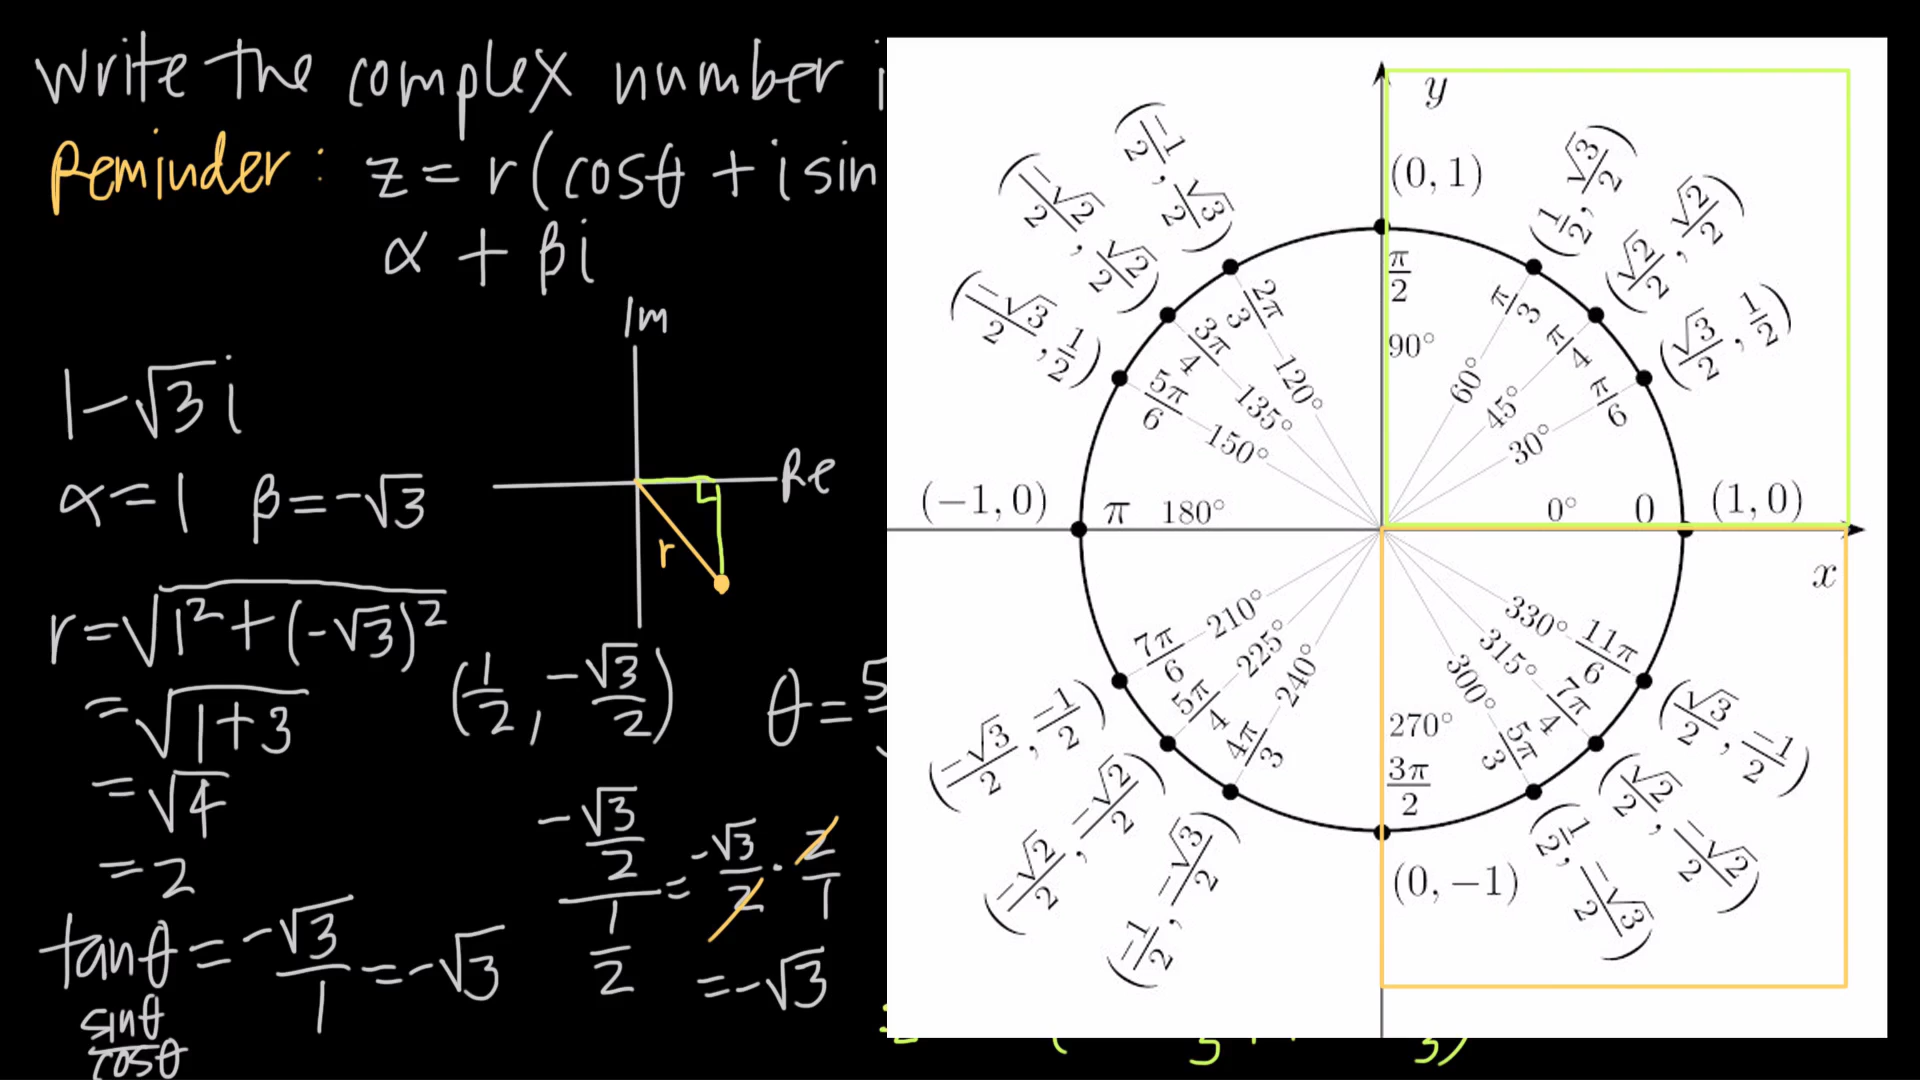 write the complex number i
Reminder: z = r(cosθ + i sin
α + βi
Im
Re
r
1-√3i
α=1 β=-√3
r=√1²+(-√3)²
=√1+3
=√4
=2
(1/2, -√3/2) θ=5
tanθ = -√3/1 = -√3
sinθ/cosθ
(-√3/2)/(1/2) = -√3/2 · 2/1
=-√3
y
x
(0, 1)
π/2 90°
(1/2, √3/2) π/3 60°
(√2/2, √2/2) π/4 45°
(√3/2, 1/2) π/6 30°
(1, 0) 0 0°
(-1/2, √3/2) 2π/3 120°
(-√2/2, √2/2) 3π/4 135°
(-√3/2, 1/2) 5π/6 150°
(-1, 0) π 180°
(-√3/2, -1/2) 7π/6 210°
(-√2/2, -√2/2) 5π/4 225°
(-1/2, -√3/2) 4π/3 240°
(0, -1) 3π/2 270°
(1/2, -√3/2) 5π/3 300°
(√2/2, -√2/2) 7π/4 315°
(√3/2, -1/2) 11π/6 330°